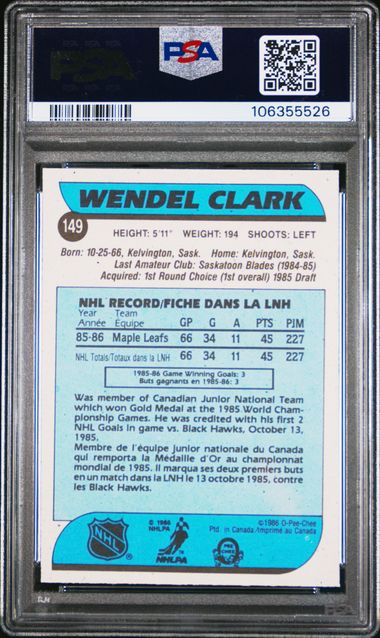 PSA
PSA
106355526
WENDEL CLARK
149
HEIGHT: 5'11" WEIGHT: 194 SHOOTS: LEFT
Born: 10-25-66, Kelvington, Sask. Home: Kelvington, Sask.
Last Amateur Club: Saskatoon Blades (1984-85)
Acquired: 1st Round Choice (1st overall) 1985 Draft
NHL RECORD/FICHE DANS LA LNH
Year Team
Année Équipe GP G A PTS PIM
85-86 Maple Leafs 66 34 11 45 227
NHL Totals/Totaux dans la LNH 66 34 11 45 227
1985-86 Game Winning Goals: 3
Buts gagnants en 1985-86: 3
Was member of Canadian Junior National Team
which won Gold Medal at the 1985 World Cham-
pionship Games. He was credited with his first 2
NHL Goals in game vs. Black Hawks, October 13,
1985.
Membre de l'équipe junior nationale du Canada
qui remporta la Médaille d'Or au championnat
mondial de 1985. Il marqua ses deux premiers buts
en un match dans la LNH le 13 octobre 1985, contre
les Black Hawks.
© 1986 O-Pee-Chee
Ptd. in Canada/Imprimé au Canada
NHL
© 1986
NHLPA
NHLPA
O
PEE
CHEE